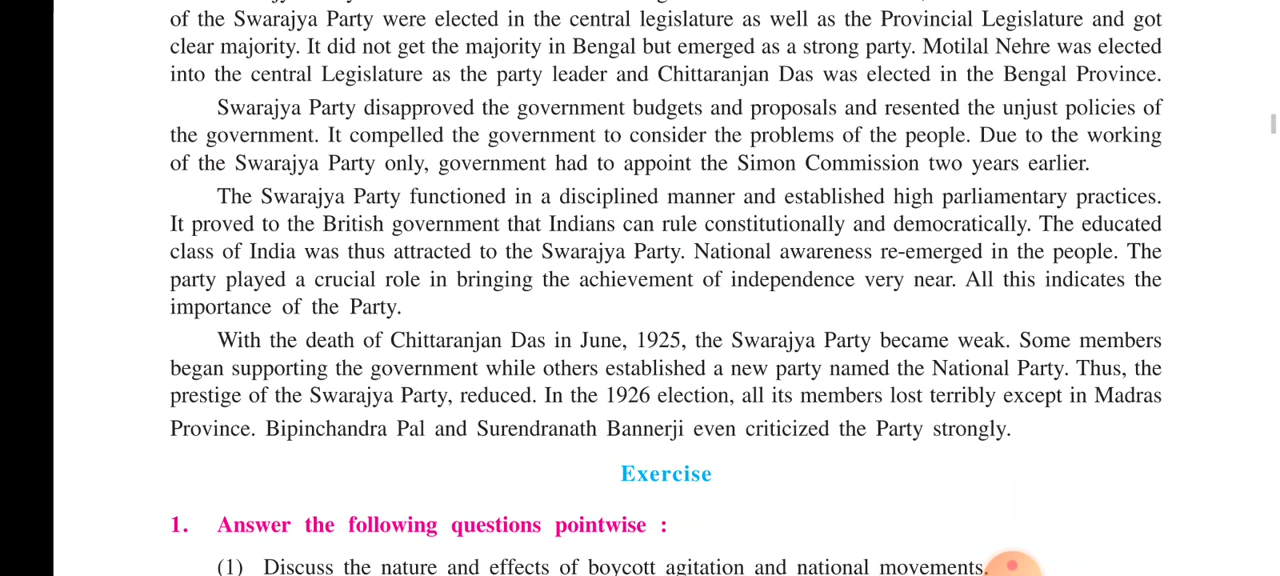 of the Swarajya Party were elected in the central legislature as well as the Provincial Legislature and got
clear majority. It did not get the majority in Bengal but emerged as a strong party. Motilal Nehre was elected
into the central Legislature as the party leader and Chittaranjan Das was elected in the Bengal Province.
Swarajya Party disapproved the government budgets and proposals and resented the unjust policies of
the government. It compelled the government to consider the problems of the people. Due to the working
of the Swarajya Party only, government had to appoint the Simon Commission two years earlier.
The Swarajya Party functioned in a disciplined manner and established high parliamentary practices.
It proved to the British government that Indians can rule constitutionally and democratically. The educated
class of India was thus attracted to the Swarajya Party. National awareness re-emerged in the people. The
party played a crucial role in bringing the achievement of independence very near. All this indicates the
importance of the Party.
With the death of Chittaranjan Das in June, 1925, the Swarajya Party became weak. Some members
began supporting the government while others established a new party named the National Party. Thus, the
prestige of the Swarajya Party, reduced. In the 1926 election, all its members lost terribly except in Madras
Province. Bipinchandra Pal and Surendranath Bannerji even criticized the Party strongly.
Exercise
1. Answer the following questions pointwise :
(1) Discuss the nature and effects of boycott agitation and national movements.